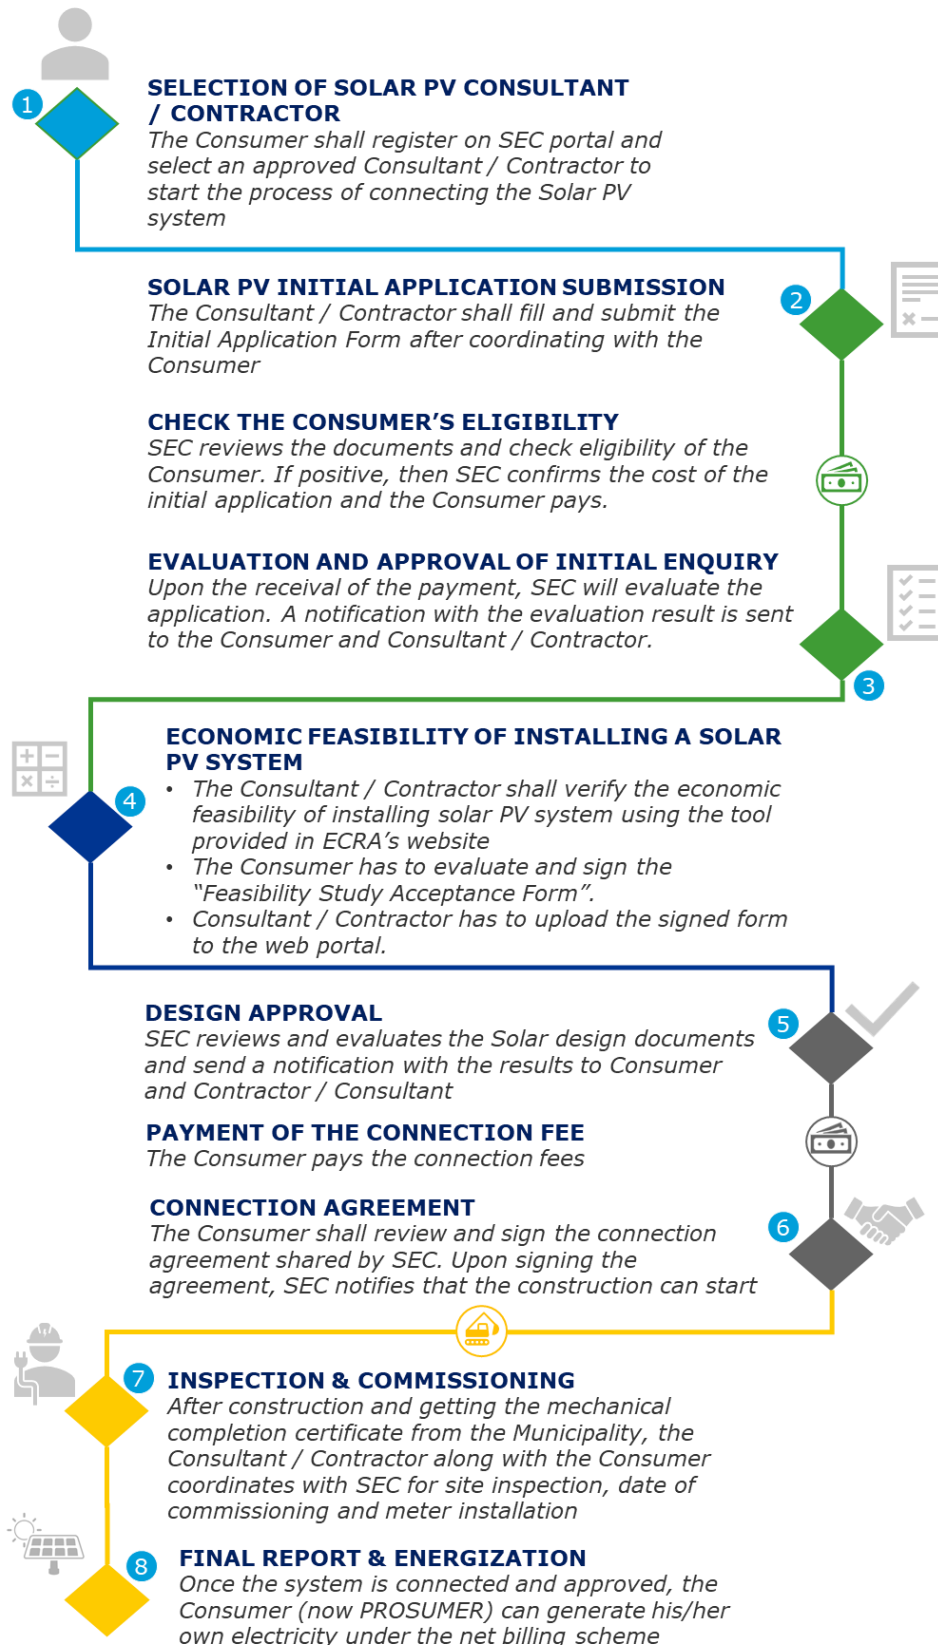 1
SELECTION OF SOLAR PV CONSULTANT
/ CONTRACTOR
The Consumer shall register on SEC portal and
select an approved Consultant / Contractor to
start the process of connecting the Solar PV
system
SOLAR PV INITIAL APPLICATION SUBMISSION
2
The Consultant / Contractor shall fill and submit the
Initial Application Form after coordinating with the
Consumer
CHECK THE CONSUMER’S ELIGIBILITY
SEC reviews the documents and check eligibility of the
Consumer. If positive, then SEC confirms the cost of the
initial application and the Consumer pays.
EVALUATION AND APPROVAL OF INITIAL ENQUIRY
Upon the receival of the payment, SEC will evaluate the
application. A notification with the evaluation result is sent
to the Consumer and Consultant / Contractor.
3
ECONOMIC FEASIBILITY OF INSTALLING A SOLAR
PV SYSTEM
4
• The Consultant / Contractor shall verify the economic
feasibility of installing solar PV system using the tool
provided in ECRA’s website
• The Consumer has to evaluate and sign the
“Feasibility Study Acceptance Form”.
• Consultant / Contractor has to upload the signed form
to the web portal.
DESIGN APPROVAL
5
SEC reviews and evaluates the Solar design documents
and send a notification with the results to Consumer
and Contractor / Consultant
PAYMENT OF THE CONNECTION FEE
The Consumer pays the connection fees
CONNECTION AGREEMENT
6
The Consumer shall review and sign the connection
agreement shared by SEC. Upon signing the
agreement, SEC notifies that the construction can start
7
INSPECTION & COMMISSIONING
After construction and getting the mechanical
completion certificate from the Municipality, the
Consultant / Contractor along with the Consumer
coordinates with SEC for site inspection, date of
commissioning and meter installation
8
FINAL REPORT & ENERGIZATION
Once the system is connected and approved, the
Consumer (now PROSUMER) can generate his/her
own electricity under the net billing scheme